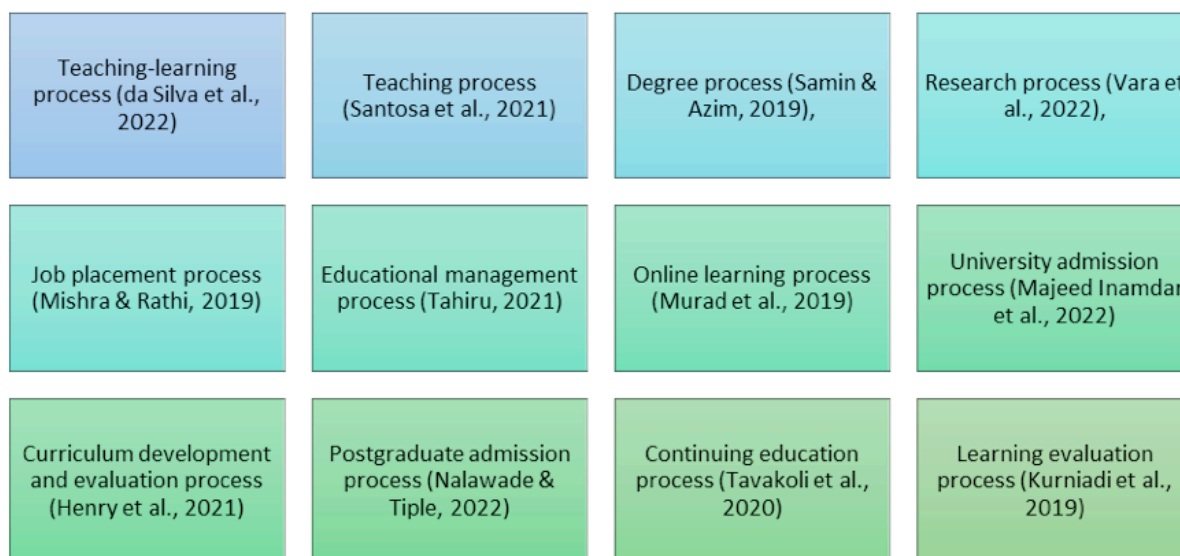 Teaching-learning
process (da Silva et al.,
2022)
Teaching process
(Santosa et al., 2021)
Degree process (Samin &
Azim, 2019),
Research process (Vara et
al., 2022),
Job placement process
(Mishra & Rathi, 2019)
Educational management
process (Tahiru, 2021)
Online learning process
(Murad et al., 2019)
University admission
process (Majeed Inamdar
et al., 2022)
Curriculum development
and evaluation process
(Henry et al., 2021)
Postgraduate admission
process (Nalawade &
Tiple, 2022)
Continuing education
process (Tavakoli et al.,
2020)
Learning evaluation
process (Kurniadi et al.,
2019)